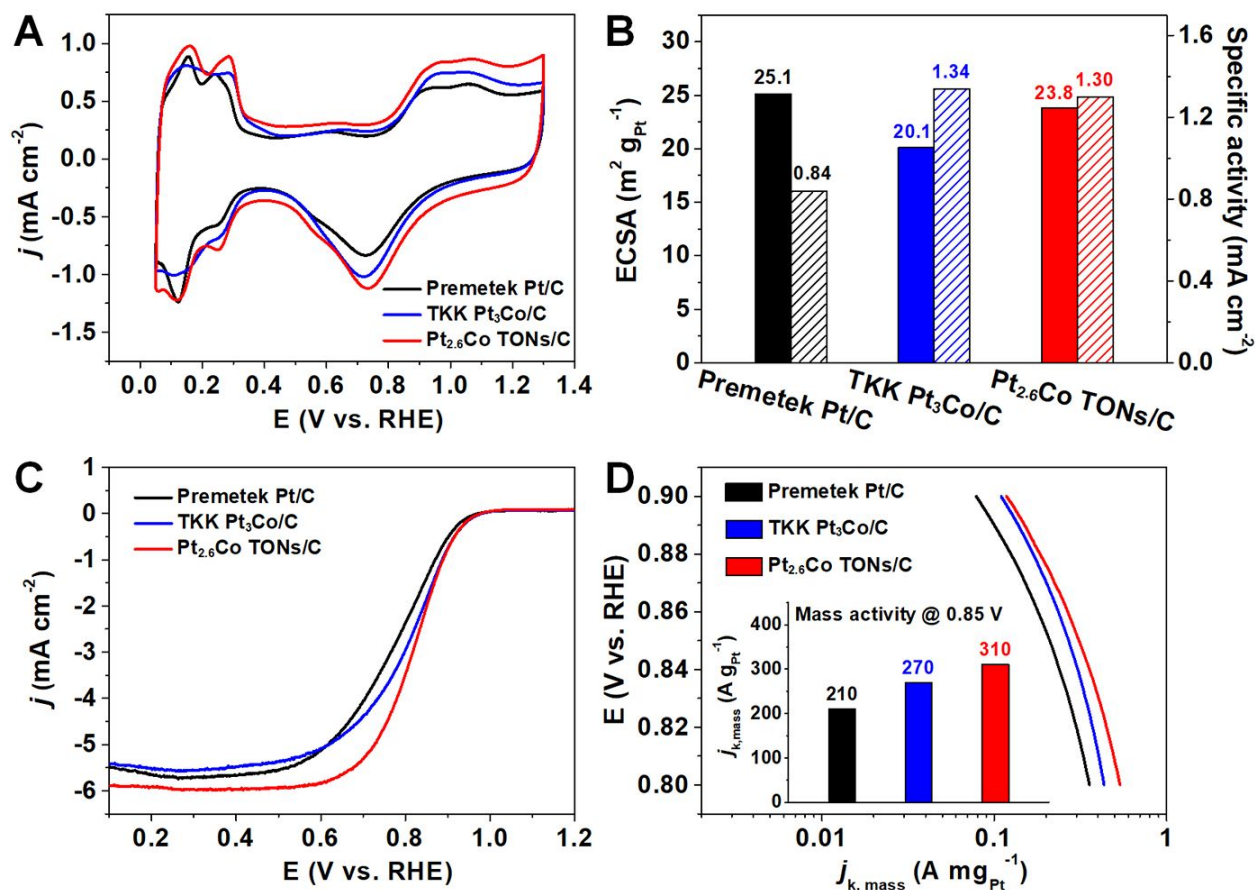 A
1.0
0.5
0.0
-0.5
-1.0
-1.5
j (mA cm⁻²)
Premetek Pt/C
TKK Pt₃Co/C
Pt₂.₆Co TONs/C
0.0 0.2 0.4 0.6 0.8 1.0 1.2 1.4
E (V vs. RHE)
B
30
25
20
15
10
5
0
ECSA (m² gPt⁻¹)
25.1
0.84
20.1
1.34
23.8
1.30
1.6
1.2
0.8
0.4
0.0
Specific activity (mA cm⁻²)
Premetek Pt/C
TKK Pt₃Co/C
Pt₂.₆Co TONs/C
C
1
0
-1
-2
-3
-4
-5
-6
j (mA cm⁻²)
Premetek Pt/C
TKK Pt₃Co/C
Pt₂.₆Co TONs/C
0.2 0.4 0.6 0.8 1.0 1.2
E (V vs. RHE)
D
0.90
0.88
0.86
0.84
0.82
0.80
E (V vs. RHE)
Premetek Pt/C
TKK Pt₃Co/C
Pt₂.₆Co TONs/C
Mass activity @ 0.85 V
400
300
200
100
0
jk,mass (A gPt⁻¹)
210
270
310
0.01 0.1 1
jk, mass (A mgPt⁻¹)